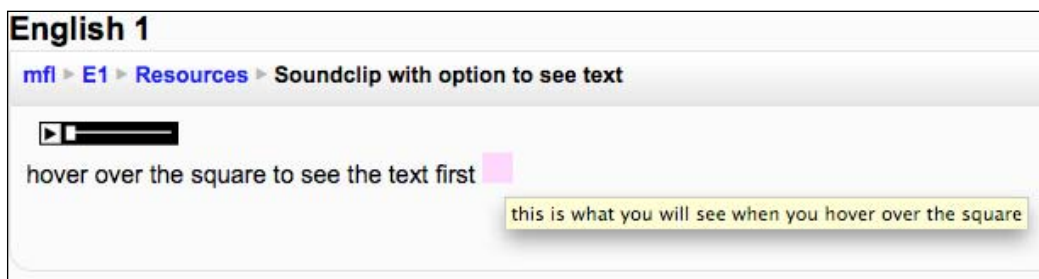 English 1
mfl ▶ E1 ▶ Resources ▶ Soundclip with option to see text
hover over the square to see the text first
this is what you will see when you hover over the square